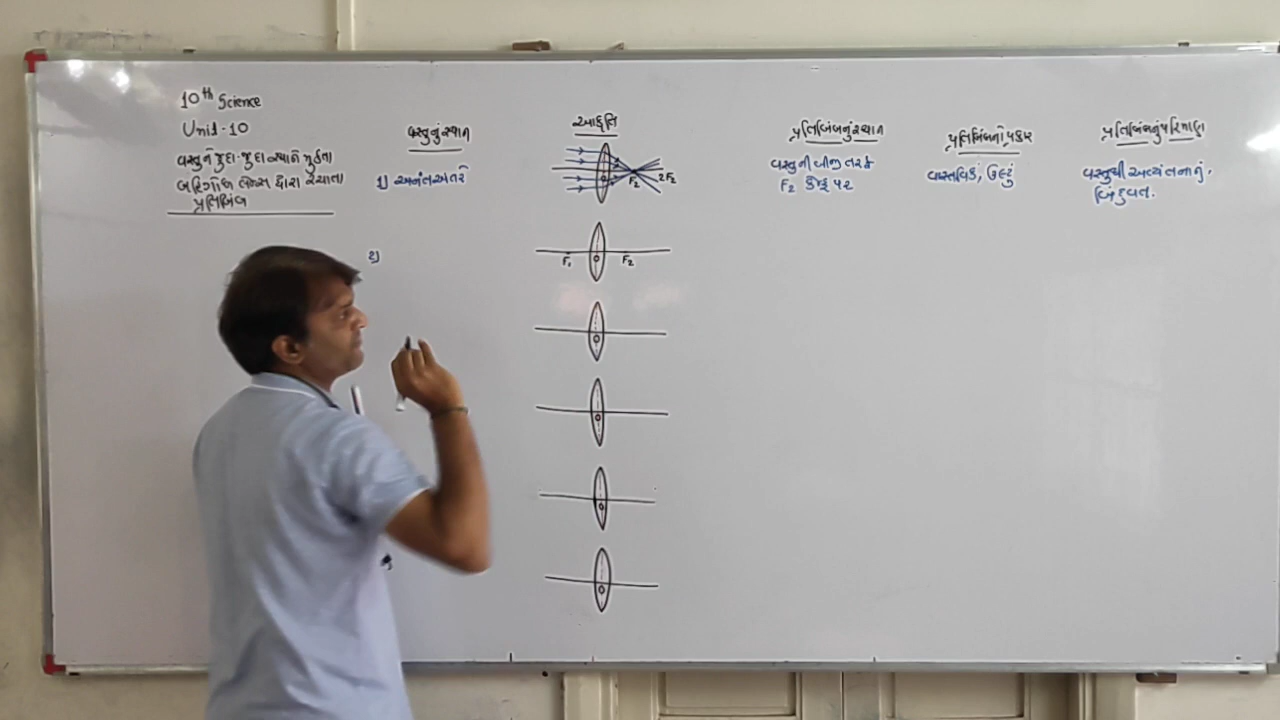 10th Science
Unit-10
વસ્તુને જુદા-જુદા સ્થાને મુકતા
બહિર્ગોળ લેન્સ દ્વારા રચાતા
પ્રતિબિંબ
વસ્તુનું સ્થાન
આકૃતિ
પ્રતિબિંબનું સ્થાન
પ્રતિબિંબનો પ્રકાર
પ્રતિબિંબનું પરિમાણ
1) અનંત અંતરે
F2 2F2
વસ્તુની બીજી તરફ
F2 કેન્દ્ર પર
વાસ્તવિક, ઉલટું
વસ્તુથી અત્યંત નાનું.
બિંદુવત.
2)
F1 O F2
O
O
O
O